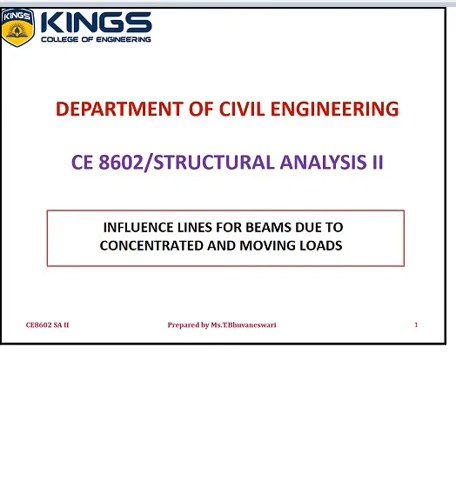 KINGS
KINGS
COLLEGE OF ENGINEERING
DEPARTMENT OF CIVIL ENGINEERING
CE 8602/STRUCTURAL ANALYSIS II
INFLUENCE LINES FOR BEAMS DUE TO
CONCENTRATED AND MOVING LOADS
CE8602 SA II Prepared by Ms.T.Bhuvaneswari 1